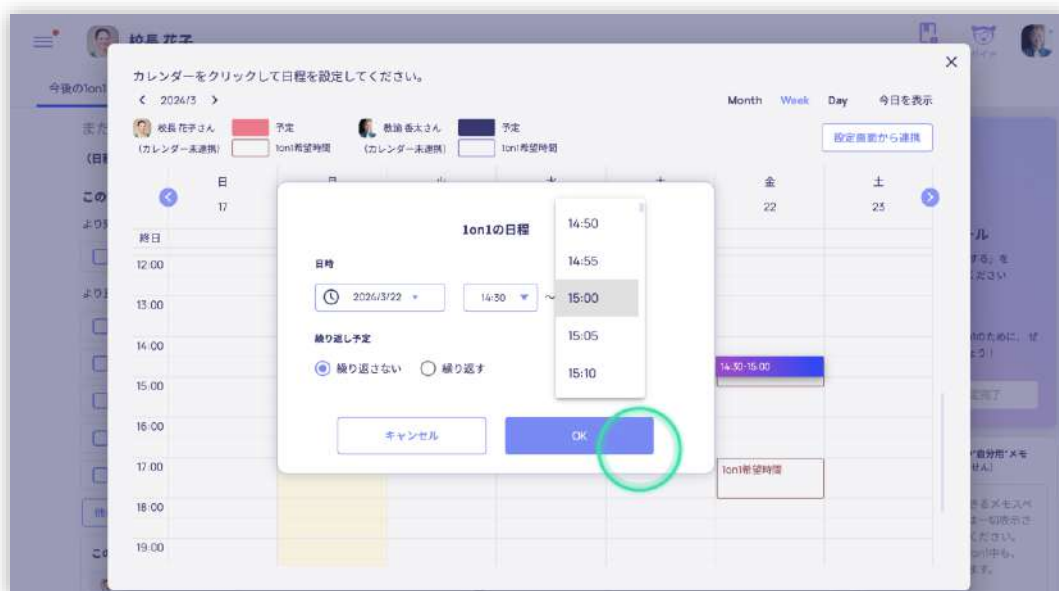 校長 花子
今後の1on1
カレンダーをクリックして日程を設定してください。
2024/3
Month Week Day 今日を表示
校長 花子さん 予定 教諭 香太さん 予定
(カレンダー未連携) 1on1希望時間 (カレンダー未連携) 1on1希望時間
設定画面から連携
日 金 土
17 22 23
終日
12:00
13:00
14:00
15:00
16:00
17:00
18:00
19:00
1on1の日程
日時
2024/3/22 14:30 ～
14:50
14:55
15:00
15:05
15:10
繰り返し予定
繰り返さない 繰り返す
キャンセル OK
14:30-15:00
1on1希望時間